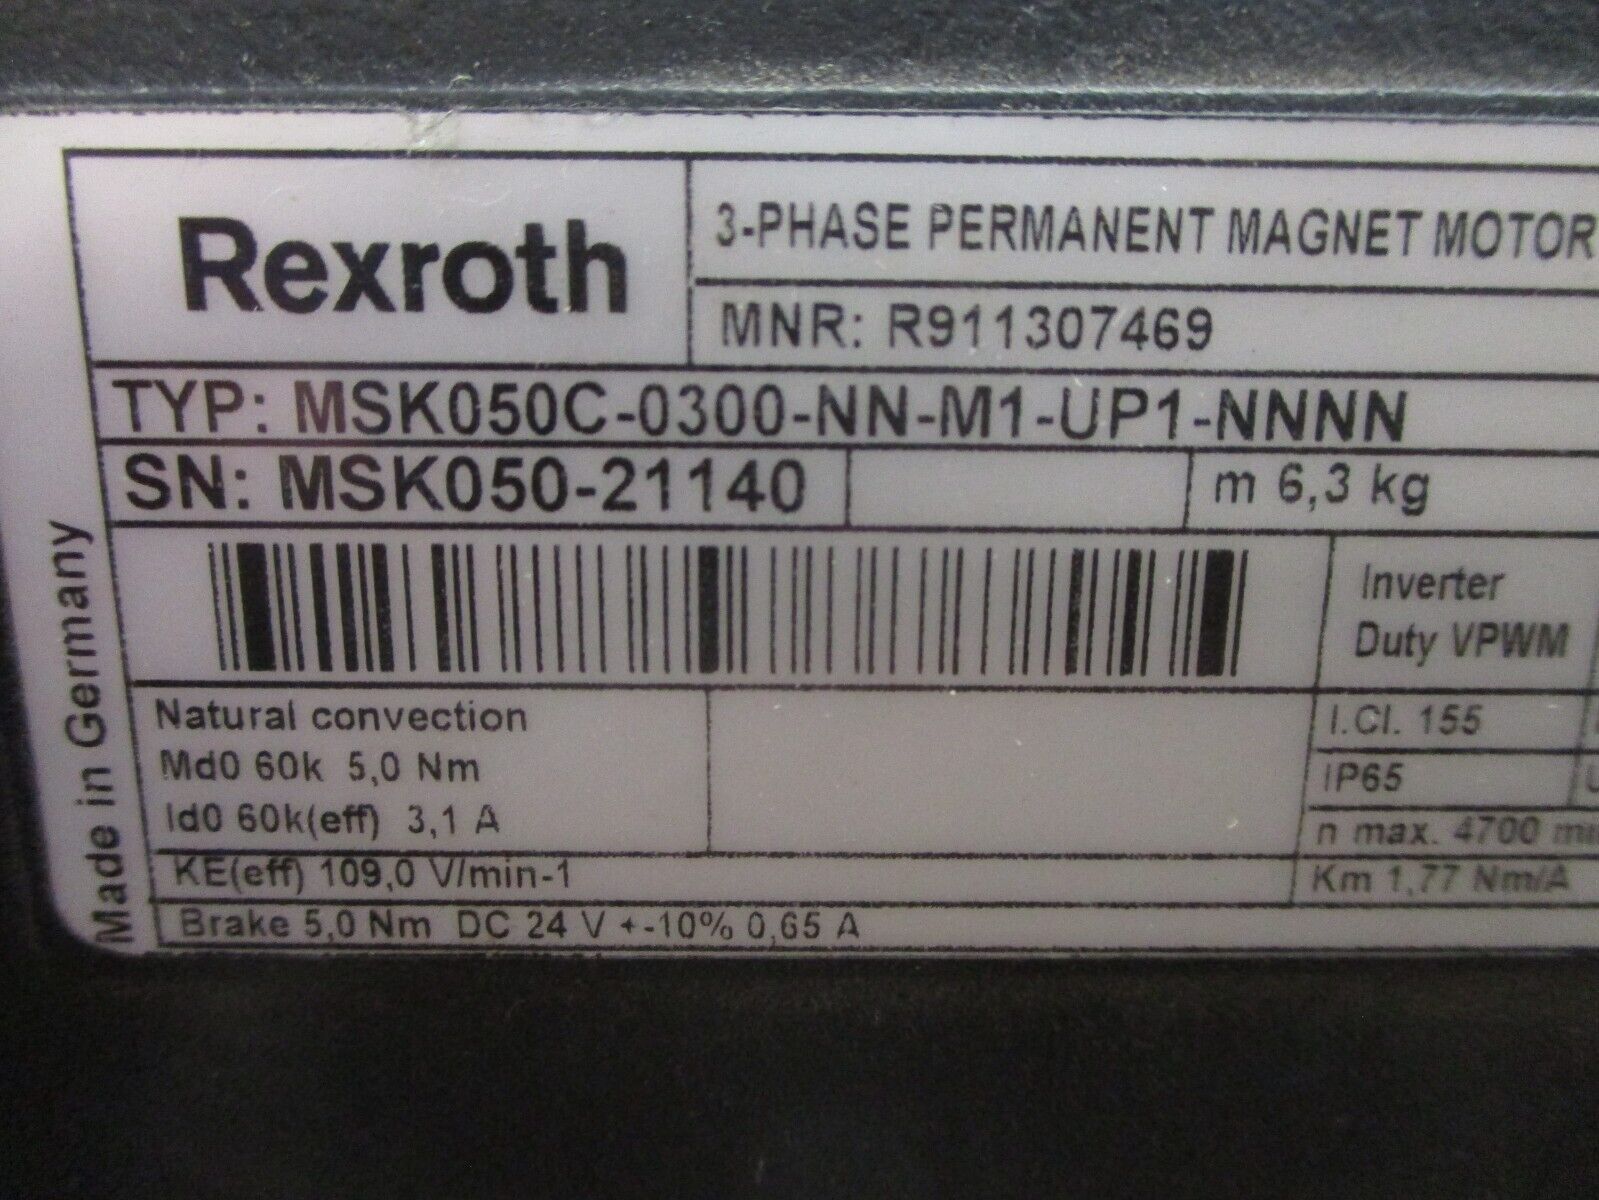 Rexroth
3-PHASE PERMANENT MAGNET MOTOR
MNR: R911307469
TYP: MSK050C-0300-NN-M1-UP1-NNNN
SN: MSK050-21140
m 6,3 kg
Inverter
Duty VPWM
Natural convection
Md0 60k 5,0 Nm
Id0 60k(eff) 3,1 A
I.Cl. 155
IP65
n max. 4700
KE(eff) 109,0 V/min-1
Km 1,77 Nm/A
Brake 5,0 Nm DC 24 V +-10% 0,65 A
Made in Germany